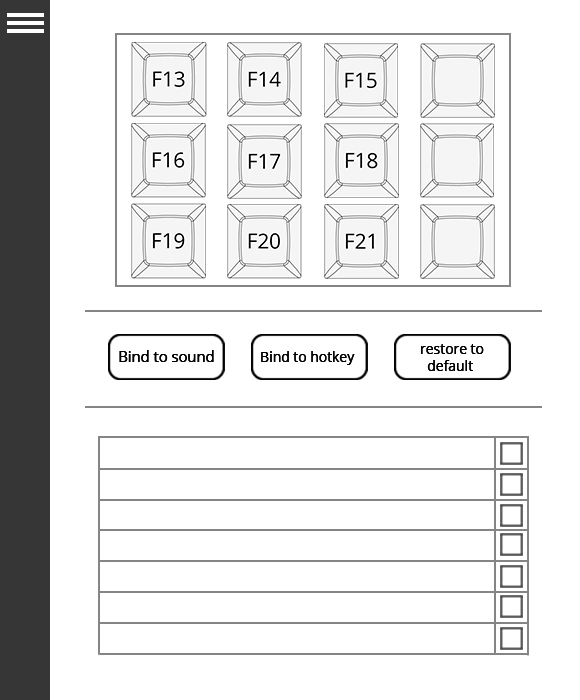 F13 F14 F15
F16 F17 F18
F19 F20 F21
Bind to sound
Bind to hotkey
restore to
default